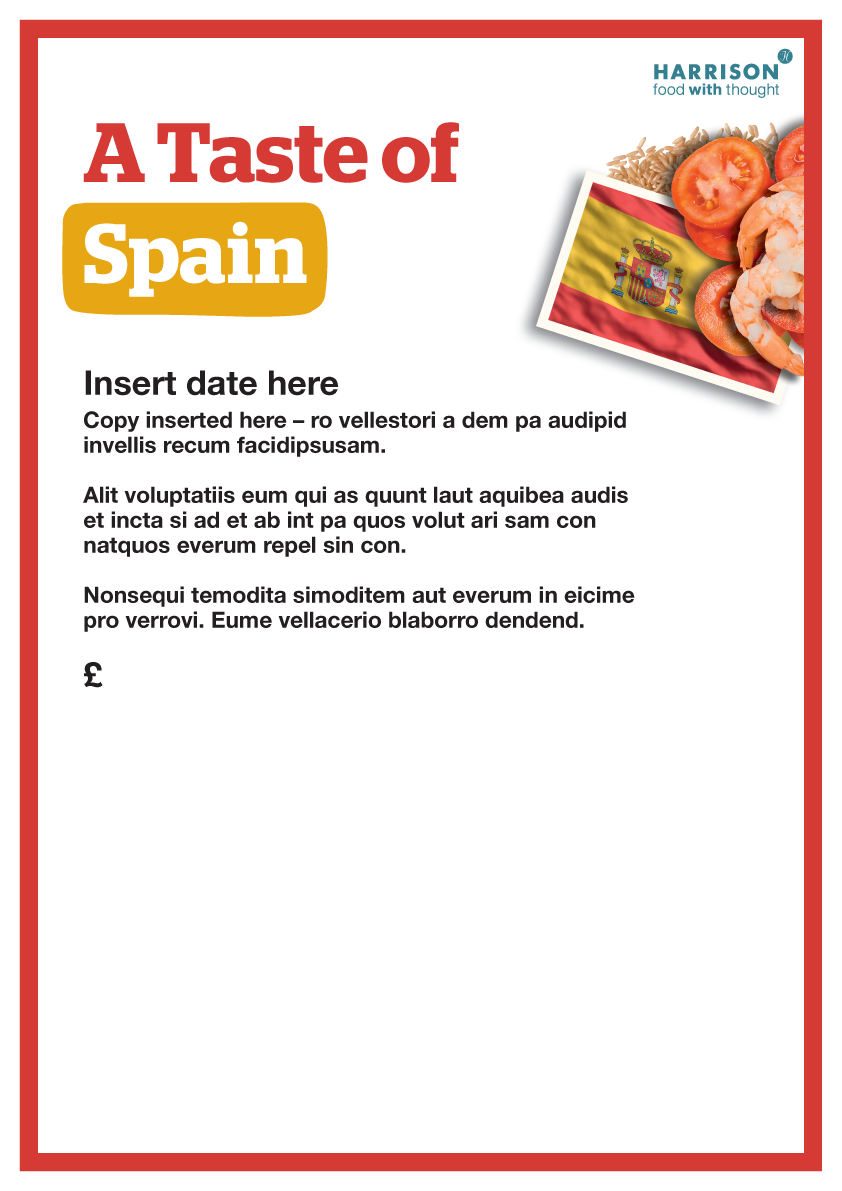 HARRISON
food with thought
A Taste of
Spain
Insert date here
Copy inserted here – ro vellestori a dem pa audipid
invellis recum facidipsusam.
Alit voluptatiis eum qui as quunt laut aquibea audis
et incta si ad et ab int pa quos volut ari sam con
natquos everum repel sin con.
Nonsequi temodita simoditem aut everum in eicime
pro verrovi. Eume vellacerio blaborro dendend.
£